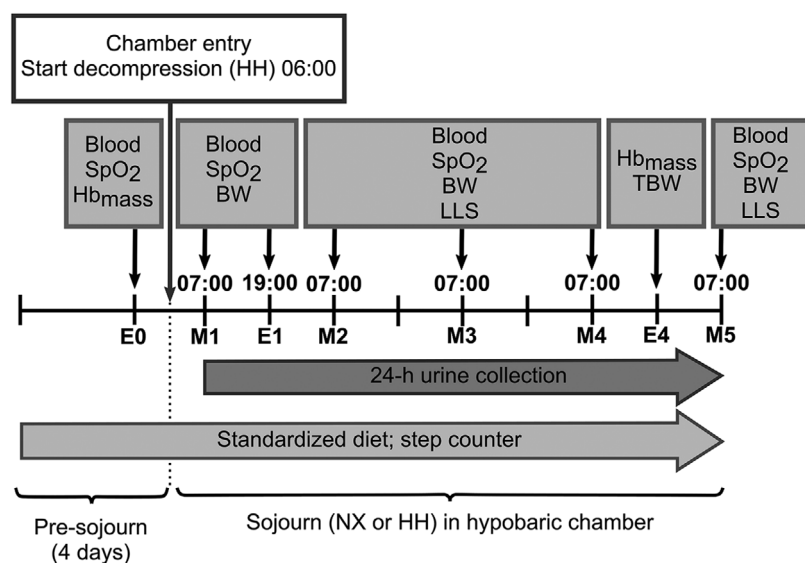 Chamber entry
Start decompression (HH) 06:00
Blood
SpO2
Hbmass
Blood
SpO2
BW
Blood
SpO2
BW
LLS
Hbmass
TBW
Blood
SpO2
BW
LLS
07:00 19:00 07:00 07:00 07:00 07:00
E0 M1 E1 M2 M3 M4 E4 M5
24-h urine collection
Standardized diet; step counter
Pre-sojourn
(4 days)
Sojourn (NX or HH) in hypobaric chamber